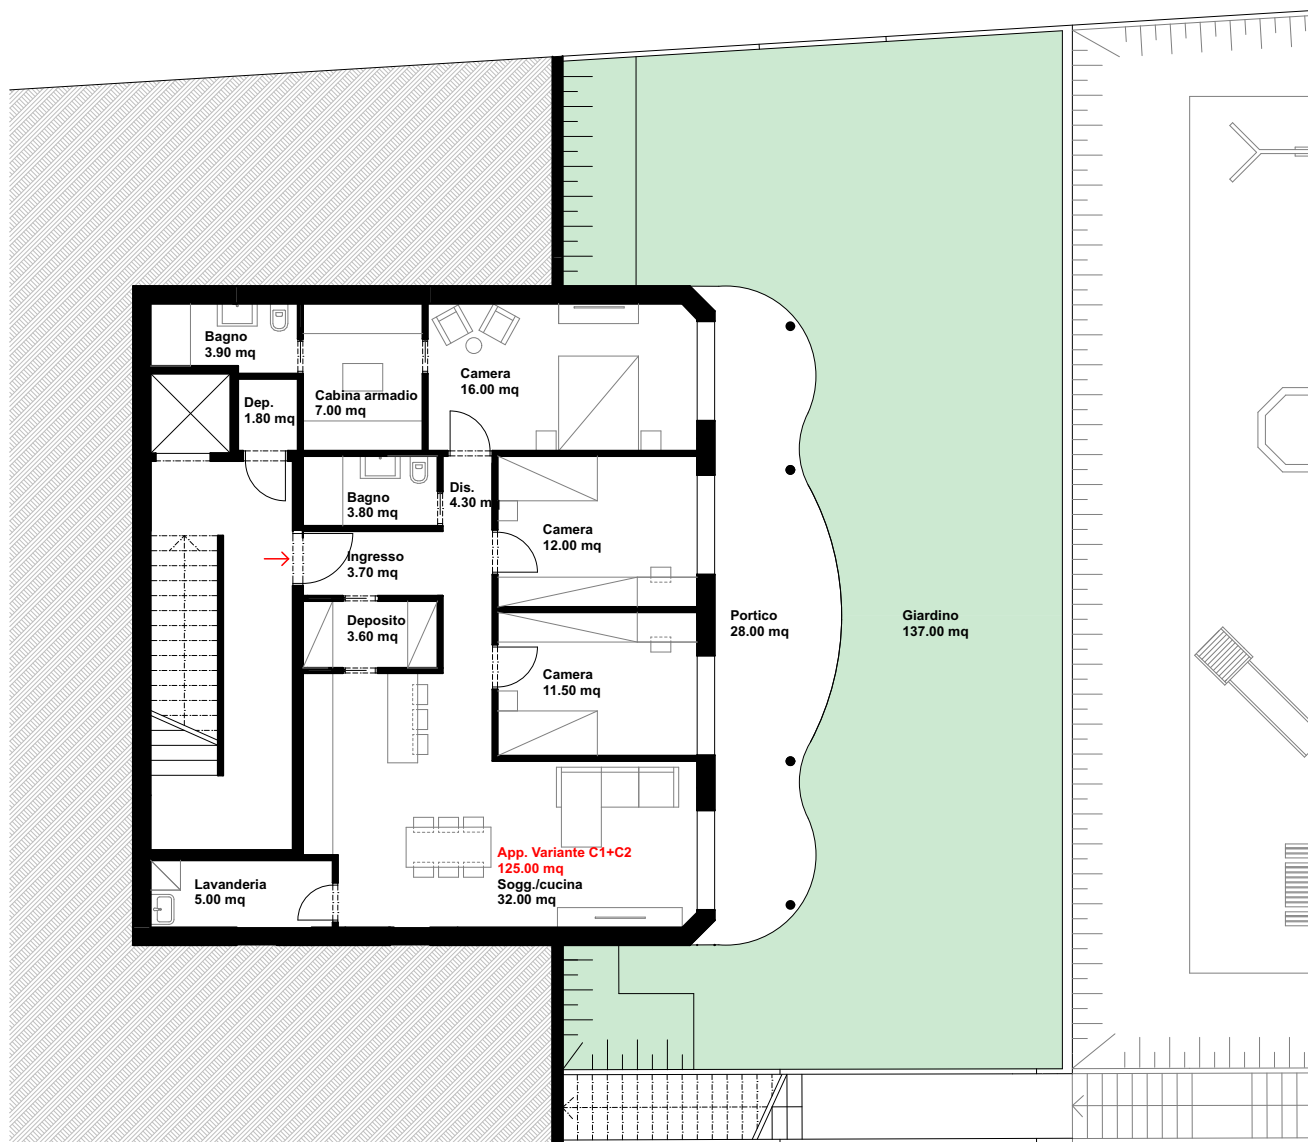 Bagno
3.90 mq
Dep.
1.80 mq
Cabina armadio
7.00 mq
Camera
16.00 mq
Bagno
3.80 mq
Dis.
4.30 mq
Camera
12.00 mq
Ingresso
3.70 mq
Deposito
3.60 mq
Portico
28.00 mq
Giardino
137.00 mq
Camera
11.50 mq
App. Variante C1+C2
125.00 mq
Sogg./cucina
32.00 mq
Lavanderia
5.00 mq